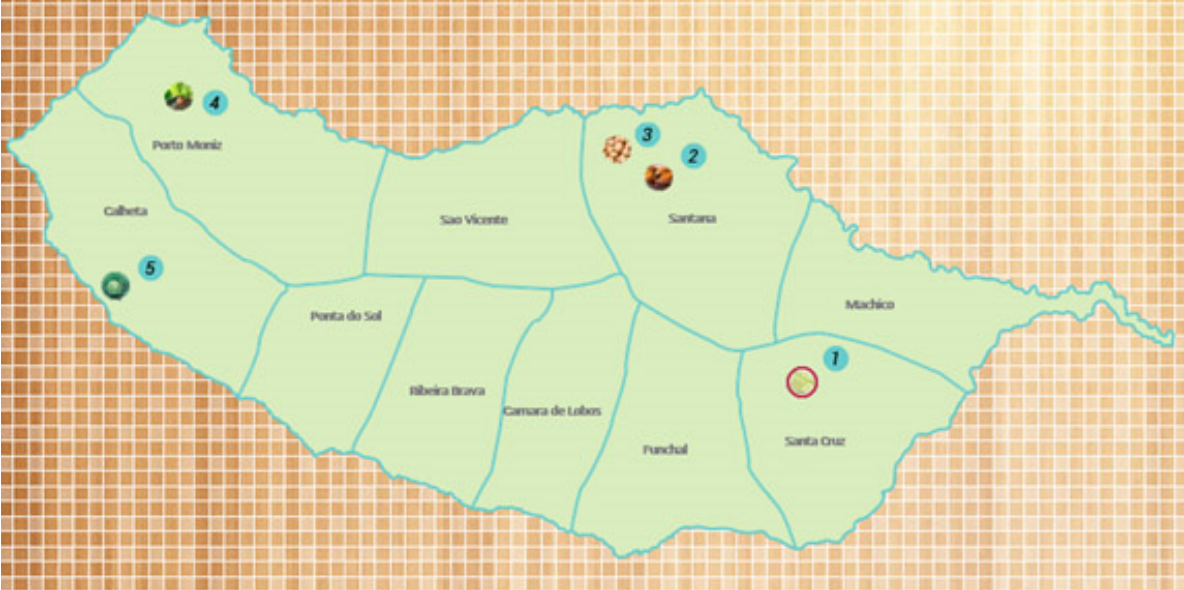 4
3
2
Porto Moniz
Calheta
Sao Vicente
Santana
5
Machico
Ponta do Sol
1
Ribeira Brava
Camara de Lobos
Funchal
Santa Cruz